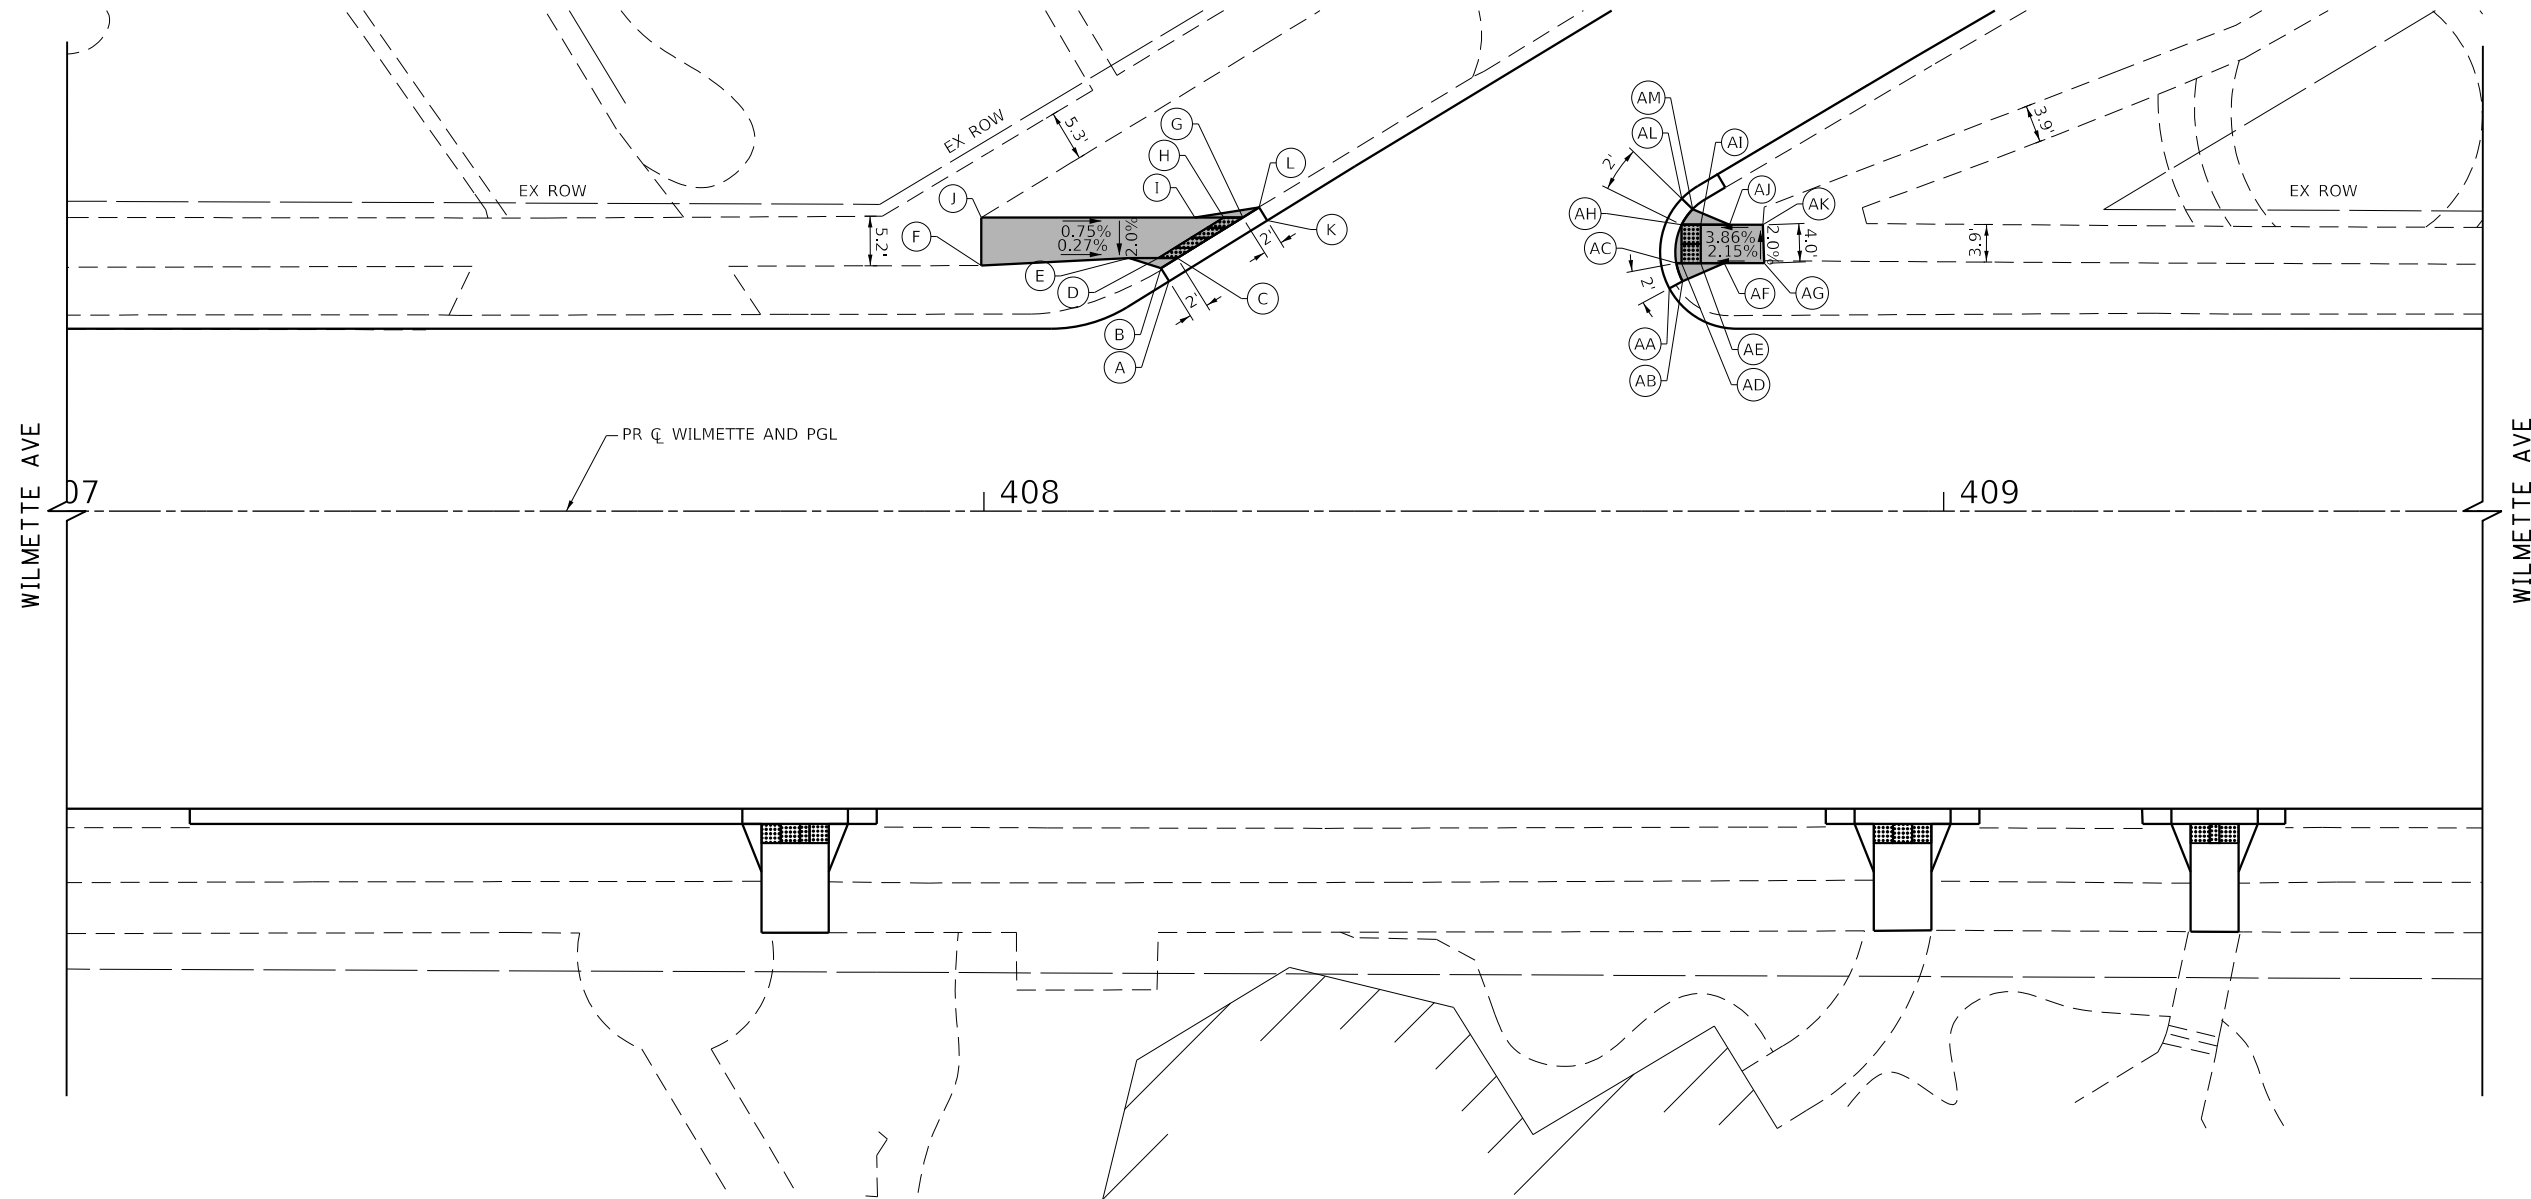 AM
AL
AI
G
H
L
I
J
F
K
E
D
C
B
A
EX ROW
EX ROW
5.3'
5.2'
0.75%
0.27%
2.0%
2'
2'
2'
2'
AH
AC
AJ
AK
3.86%
2.15%
2.0%
4.0'
AF
AG
AA
AE
AB
AD
3.9'
3.9'
EX ROW
WILMETTE AVE
PR ℄ WILMETTE AND PGL
07
408
409
WILMETTE AVE